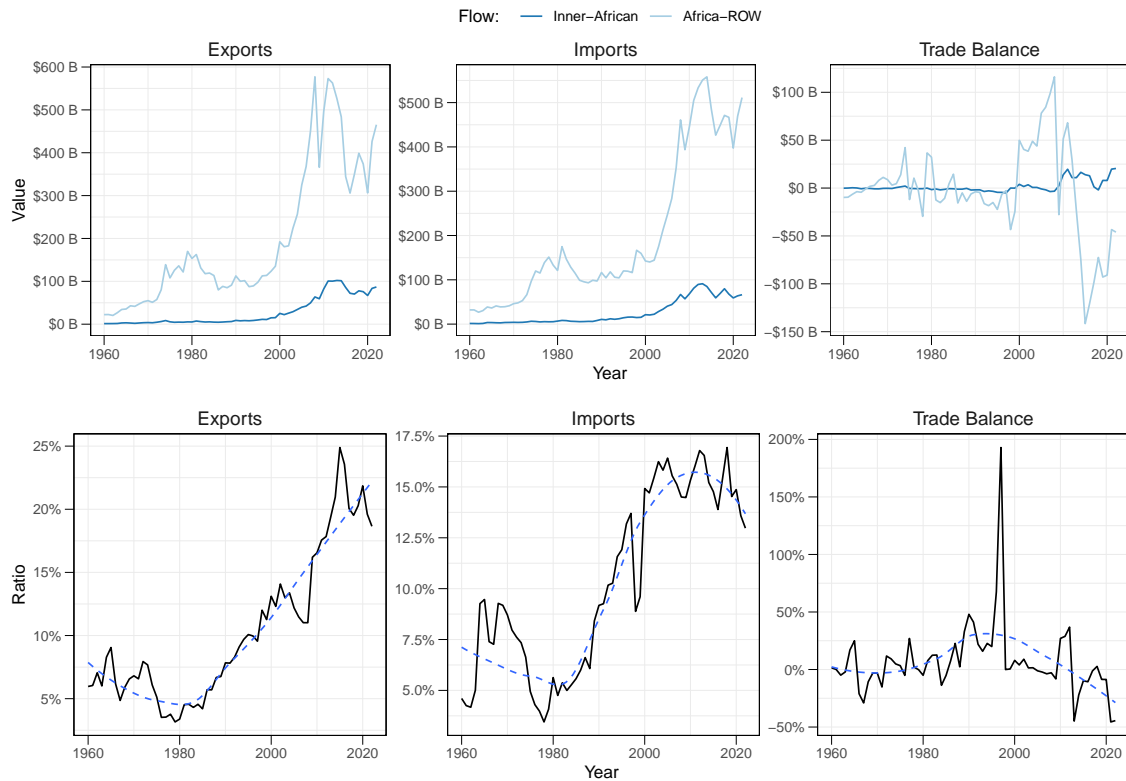 Flow: Inner−African Africa−ROW
Exports Imports Trade Balance
Value
$600 B
$500 B
$400 B
$300 B
$200 B
$100 B
$0 B
1960 1980 2000 2020
$500 B
$400 B
$300 B
$200 B
$100 B
$0 B
1960 1980 2000 2020
$100 B
$50 B
$0 B
−$50 B
−$100 B
−$150 B
1960 1980 2000 2020
Year
Exports Imports Trade Balance
Ratio
25%
20%
15%
10%
5%
1960 1980 2000 2020
17.5%
15.0%
12.5%
10.0%
7.5%
5.0%
1960 1980 2000 2020
200%
150%
100%
50%
0%
−50%
1960 1980 2000 2020
Year